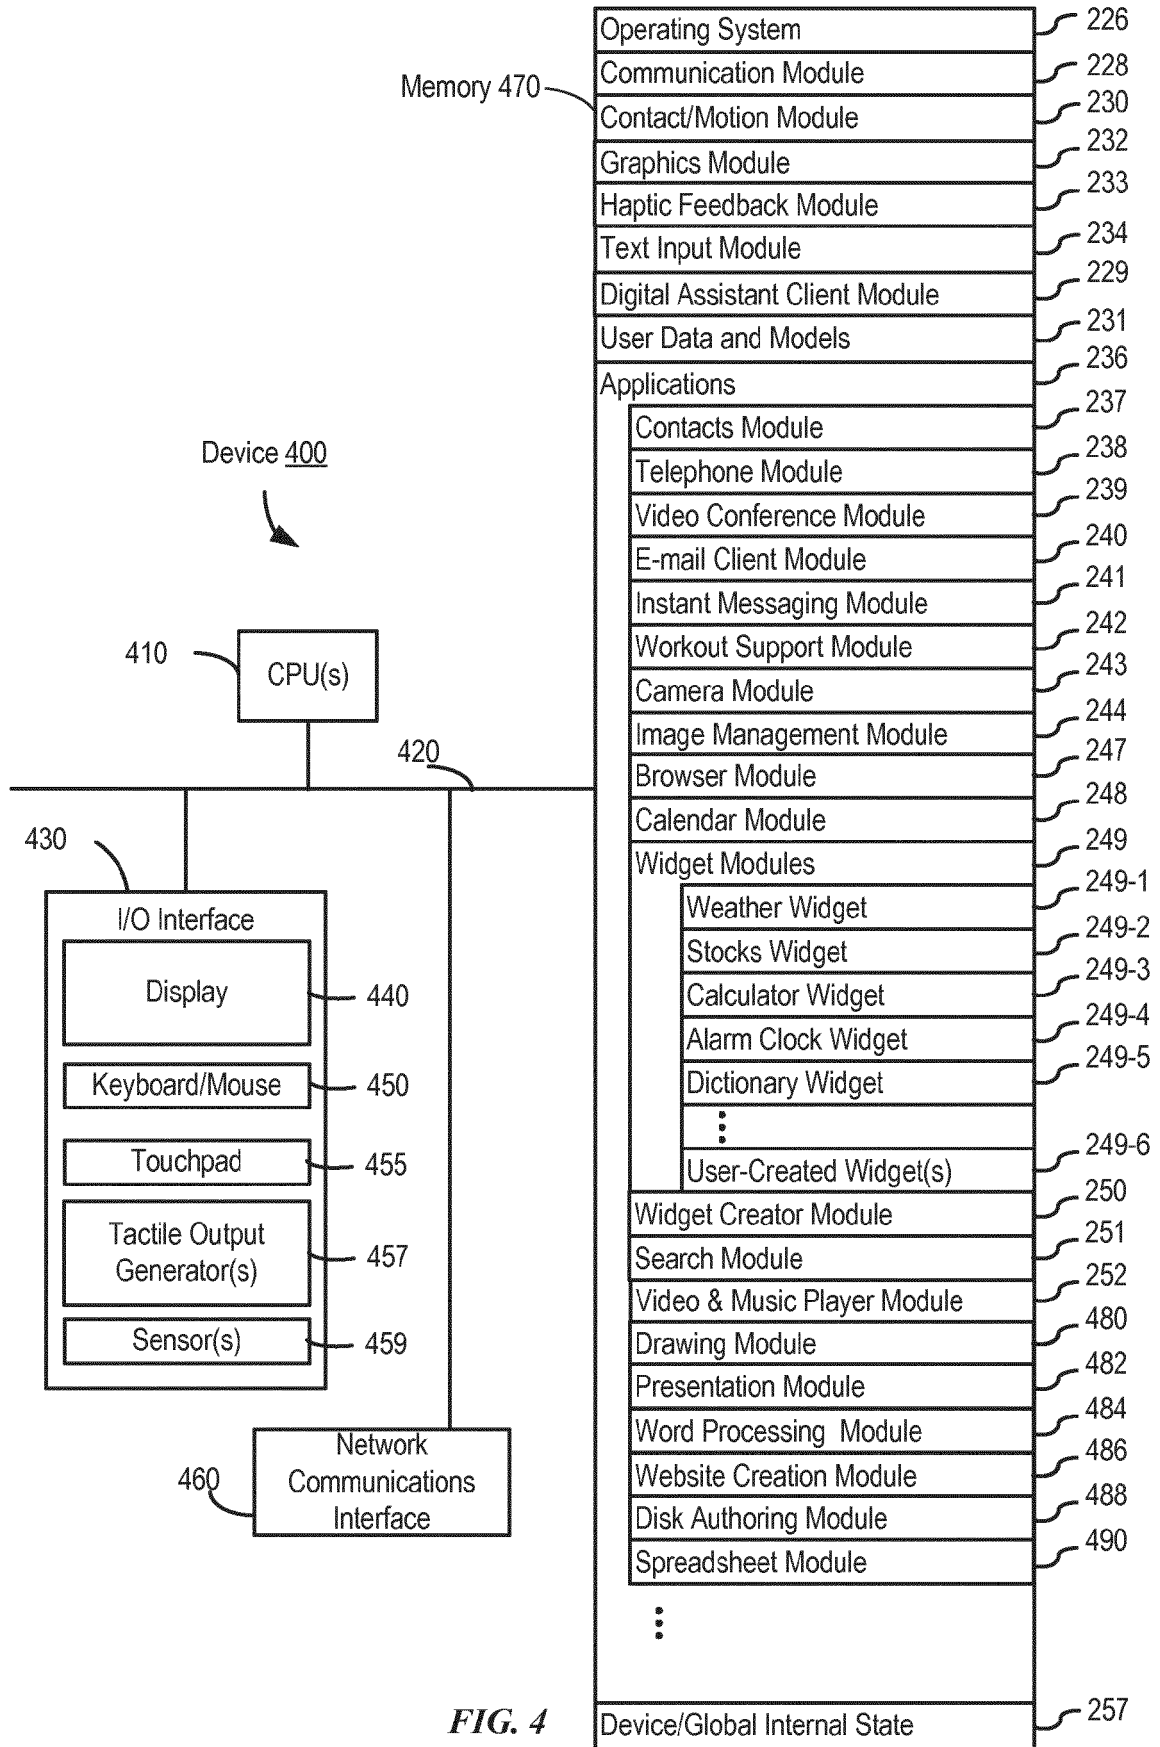 Operating System 226
Communication Module 228
Memory 470
Contact/Motion Module 230
Graphics Module 232
Haptic Feedback Module 233
Text Input Module 234
Digital Assistant Client Module 229
User Data and Models 231
Applications 236
Contacts Module 237
Telephone Module 238
Video Conference Module 239
E-mail Client Module 240
Instant Messaging Module 241
Workout Support Module 242
Camera Module 243
Image Management Module 244
Browser Module 247
Calendar Module 248
Widget Modules 249
Weather Widget 249-1
Stocks Widget 249-2
Calculator Widget 249-3
Alarm Clock Widget 249-4
Dictionary Widget 249-5
User-Created Widget(s) 249-6
Widget Creator Module 250
Search Module 251
Video & Music Player Module 252
Drawing Module 480
Presentation Module 482
Word Processing Module 484
Website Creation Module 486
Disk Authoring Module 488
Spreadsheet Module 490
Device/Global Internal State 257
Device 400
410
CPU(s)
420
430
I/O Interface
Display 440
Keyboard/Mouse 450
Touchpad 455
Tactile Output
Generator(s) 457
Sensor(s) 459
460
Network
Communications
Interface
FIG. 4